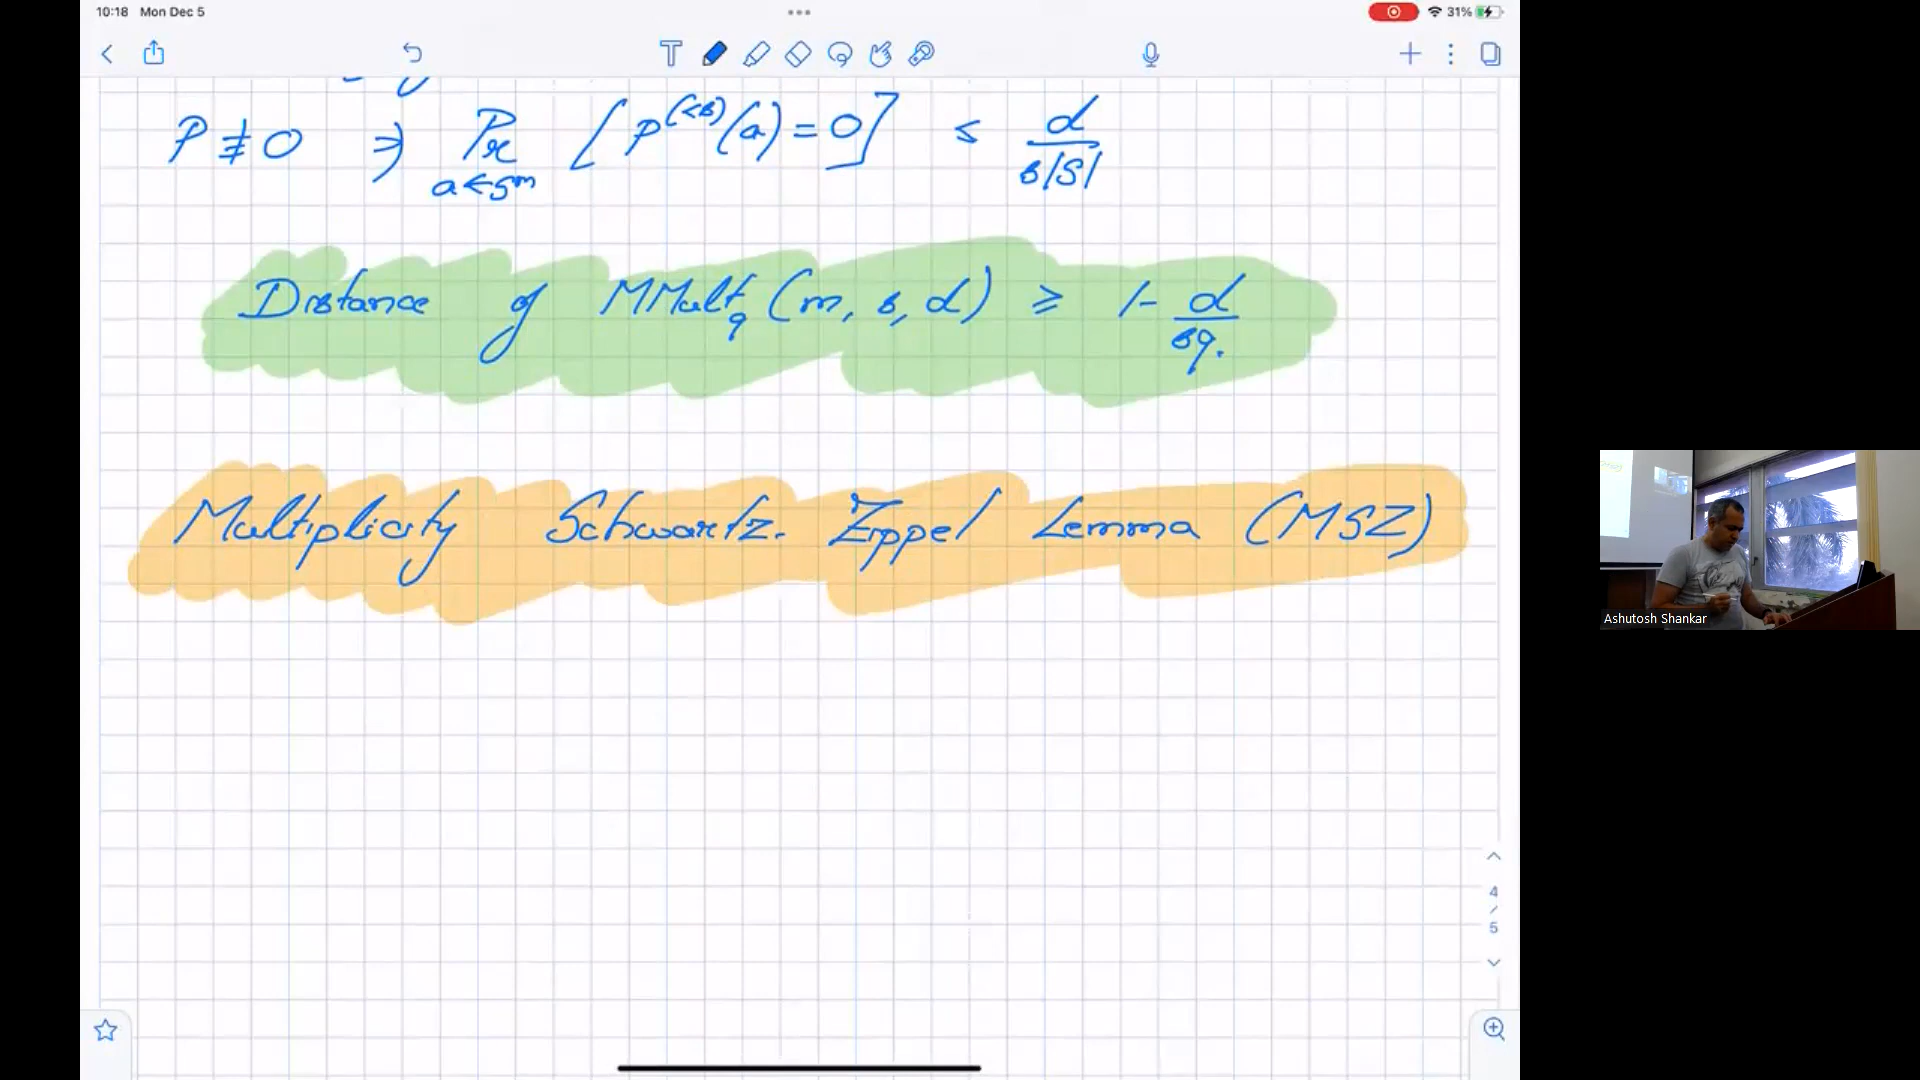 10:18 Mon Dec 5
31%
P ≢ 0 ⇒ Pr [P^(<s)(a) = 0] ≤ d
a←S^m s|S|
Distance of MMult_q (m, s, d) ≥ 1 - d/sq.
Multiplicity Schwartz-Zippel Lemma (MSZ)
Ashutosh Shankar
4
/
5